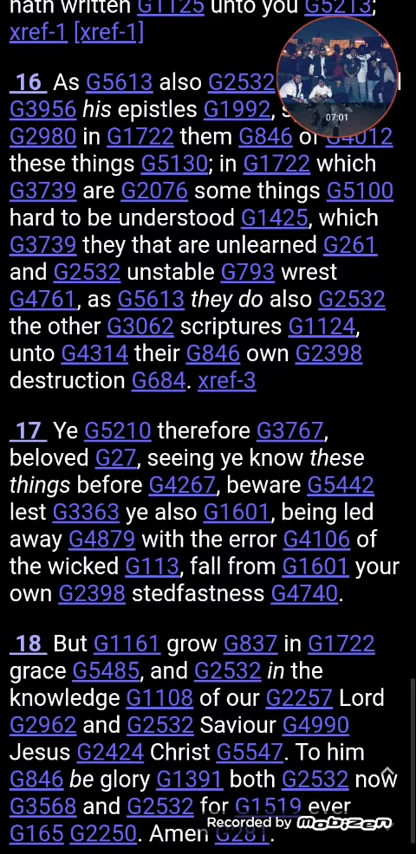 hath written G1125 unto you G5213;
xref-1 [xref-1]
16 As G5613 also G2532
G3956 his epistles G1992,
G2980 in G1722 them G846 of G4012
these things G5130; in G1722 which
G3739 are G2076 some things G5100
hard to be understood G1425, which
G3739 they that are unlearned G261
and G2532 unstable G793 wrest
G4761, as G5613 they do also G2532
the other G3062 scriptures G1124,
unto G4314 their G846 own G2398
destruction G684. xref-3
17 Ye G5210 therefore G3767,
beloved G27, seeing ye know these
things before G4267, beware G5442
lest G3363 ye also G1601, being led
away G4879 with the error G4106 of
the wicked G113, fall from G1601 your
own G2398 stedfastness G4740.
18 But G1161 grow G837 in G1722
grace G5485, and G2532 in the
knowledge G1108 of our G2257 Lord
G2962 and G2532 Saviour G4990
Jesus G2424 Christ G5547. To him
G846 be glory G1391 both G2532 now
G3568 and G2532 for G1519 ever
G165 G2250. Amen G281.
07:01
Recorded by mobizen